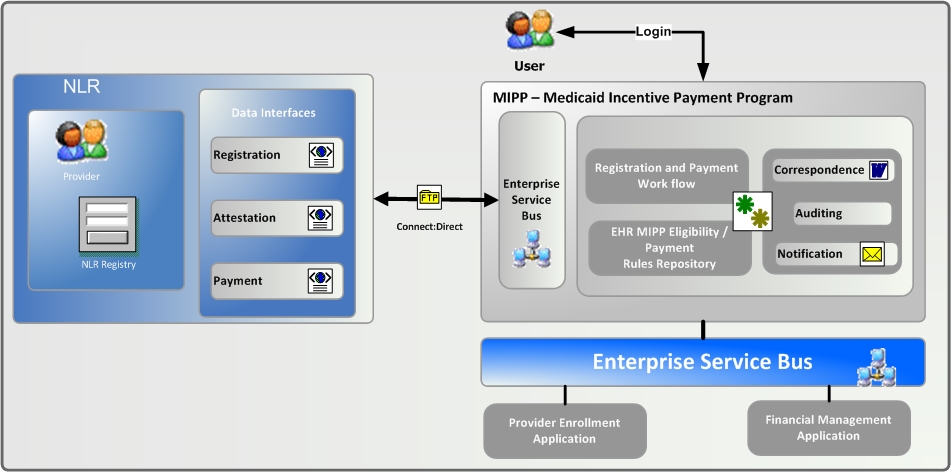 Login
User
NLR
Data Interfaces
Provider
NLR Registry
Registration
Attestation
Payment
FTP
Connect:Direct
MIPP – Medicaid Incentive Payment Program
Enterprise
Service
Bus
Registration and Payment
Work flow
EHR MIPP Eligibility /
Payment
Rules Repository
Correspondence
W
Auditing
Notification
Enterprise Service Bus
Provider Enrollment
Application
Financial Management
Application